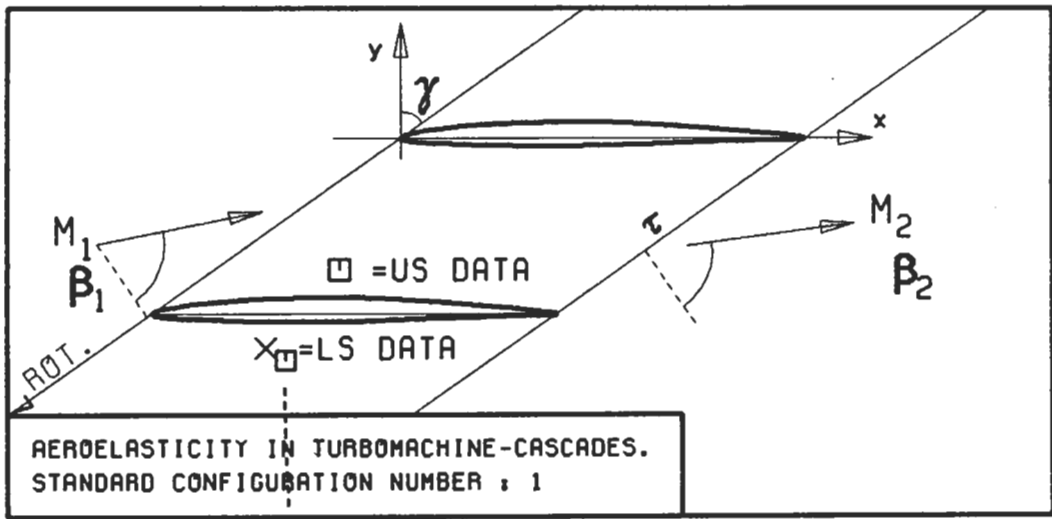 y
γ
x
M₁
β₁
τ
M₂
β₂
□ =US DATA
×□=LS DATA
ROT.
AEROELASTICITY IN TURBOMACHINE-CASCADES.
STANDARD CONFIGURATION NUMBER : 1